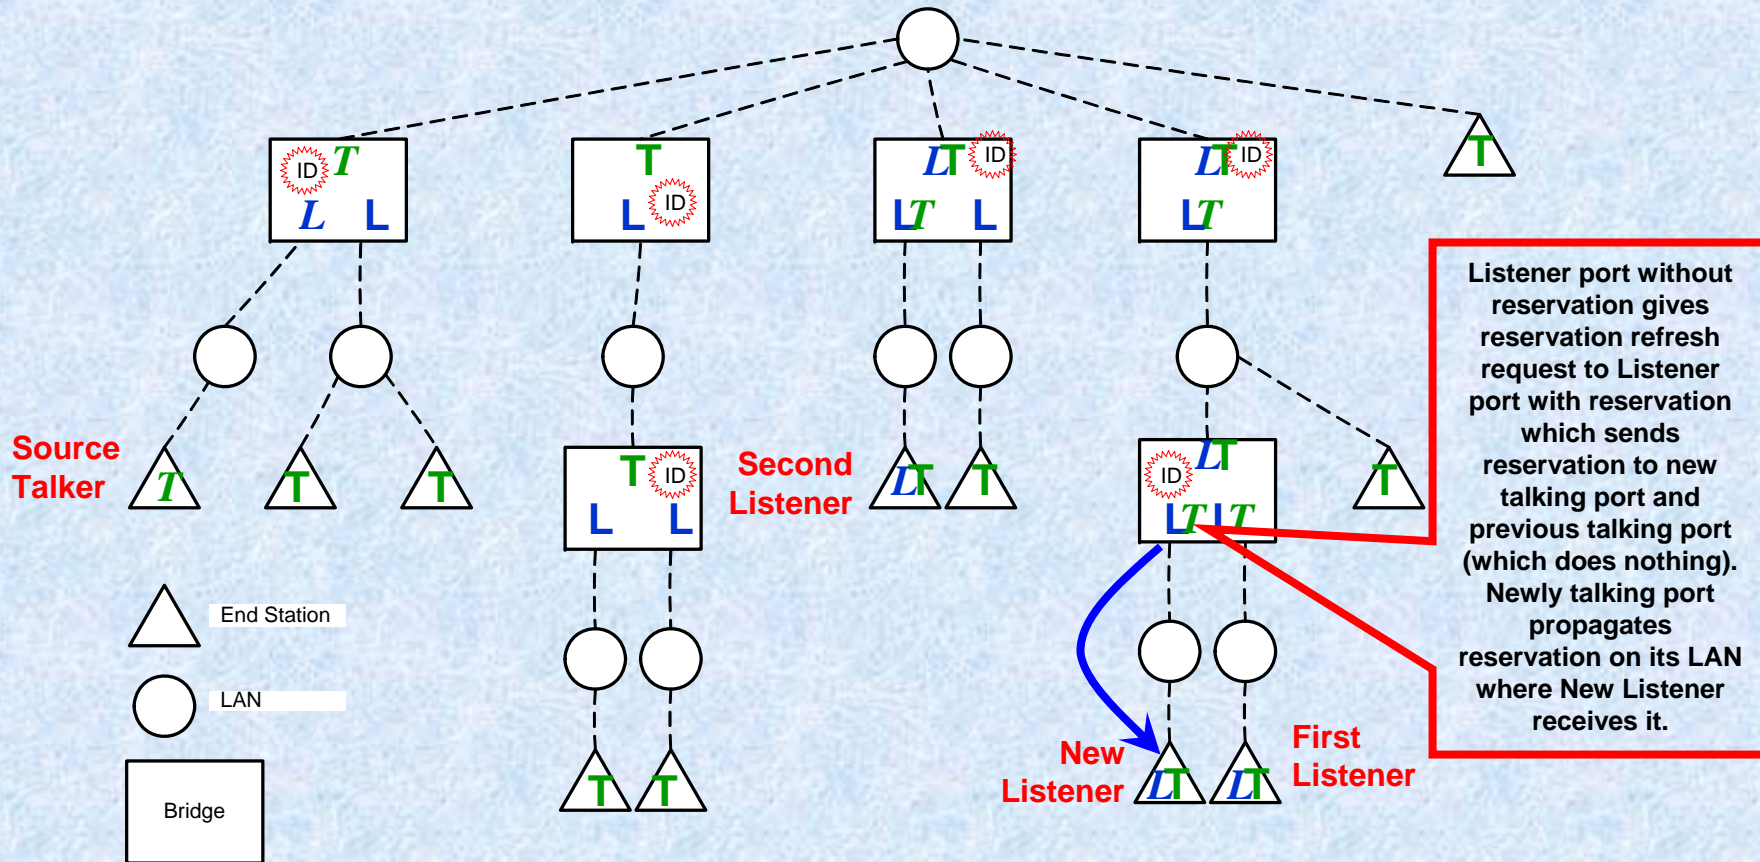 T
ID T
L L
T
L ID
LT ID
LT L
LT ID
LT
Listener port without
reservation gives
reservation refresh
request to Listener
port with reservation
which sends
reservation to new
talking port and
previous talking port
(which does nothing).
Newly talking port
propagates
reservation on its LAN
where New Listener
receives it.
Source
Talker
T
T
T
T ID
L L
Second
Listener
LT
T
LT
ID
LT LT
T
End Station
LAN
Bridge
T
T
New
Listener
LT
LT
First
Listener